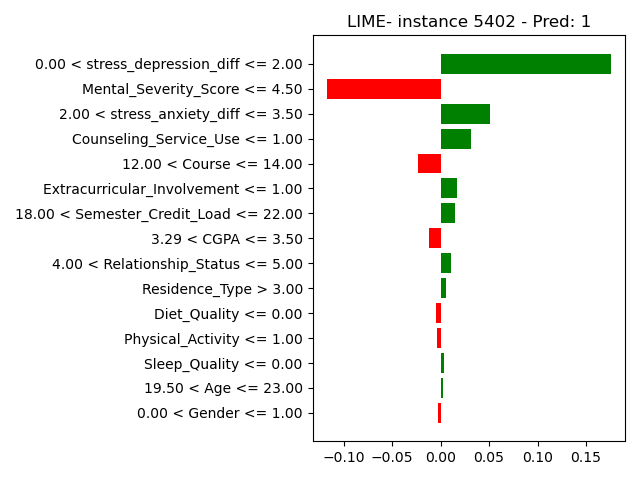 LIME- instance 5402 - Pred: 1
0.00 < stress_depression_diff <= 2.00
Mental_Severity_Score <= 4.50
2.00 < stress_anxiety_diff <= 3.50
Counseling_Service_Use <= 1.00
12.00 < Course <= 14.00
Extracurricular_Involvement <= 1.00
18.00 < Semester_Credit_Load <= 22.00
3.29 < CGPA <= 3.50
4.00 < Relationship_Status <= 5.00
Residence_Type > 3.00
Diet_Quality <= 0.00
Physical_Activity <= 1.00
Sleep_Quality <= 0.00
19.50 < Age <= 23.00
0.00 < Gender <= 1.00
−0.10 −0.05 0.00 0.05 0.10 0.15